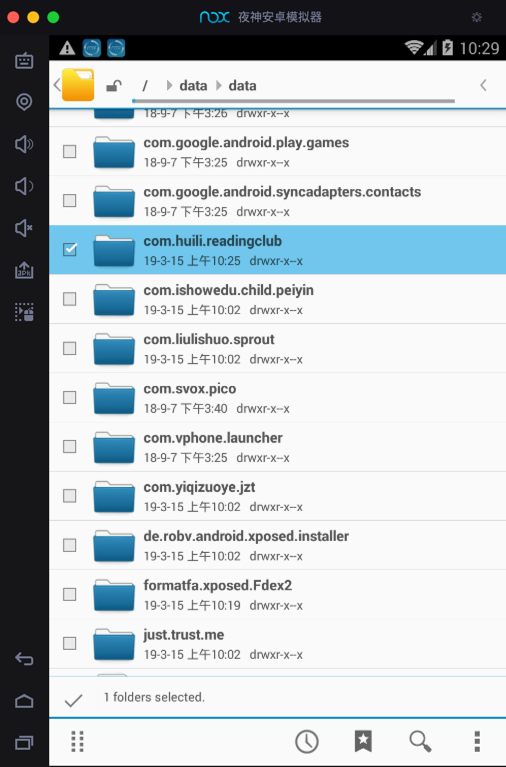 nox 夜神安卓模拟器
10:29
/ data data
18-9-7 下午3:26 drwxr-x--x
com.google.android.play.games
18-9-7 下午3:25 drwxr-x--x
com.google.android.syncadapters.contacts
18-9-7 下午3:25 drwxr-x--x
com.huili.readingclub
19-3-15 上午10:25 drwxr-x--x
com.ishowedu.child.peiyin
19-3-15 上午10:02 drwxr-x--x
com.liulishuo.sprout
19-3-15 上午10:02 drwxr-x--x
com.svox.pico
18-9-7 下午3:40 drwxr-x--x
com.vphone.launcher
18-9-7 下午3:25 drwxr-x--x
com.yiqizuoye.jzt
19-3-15 上午10:02 drwxr-x--x
de.robv.android.xposed.installer
19-3-15 上午10:02 drwxr-x--x
formatfa.xposed.Fdex2
19-3-15 上午10:19 drwxr-x--x
just.trust.me
19-3-15 上午10:02 drwxr-x--x
1 folders selected.